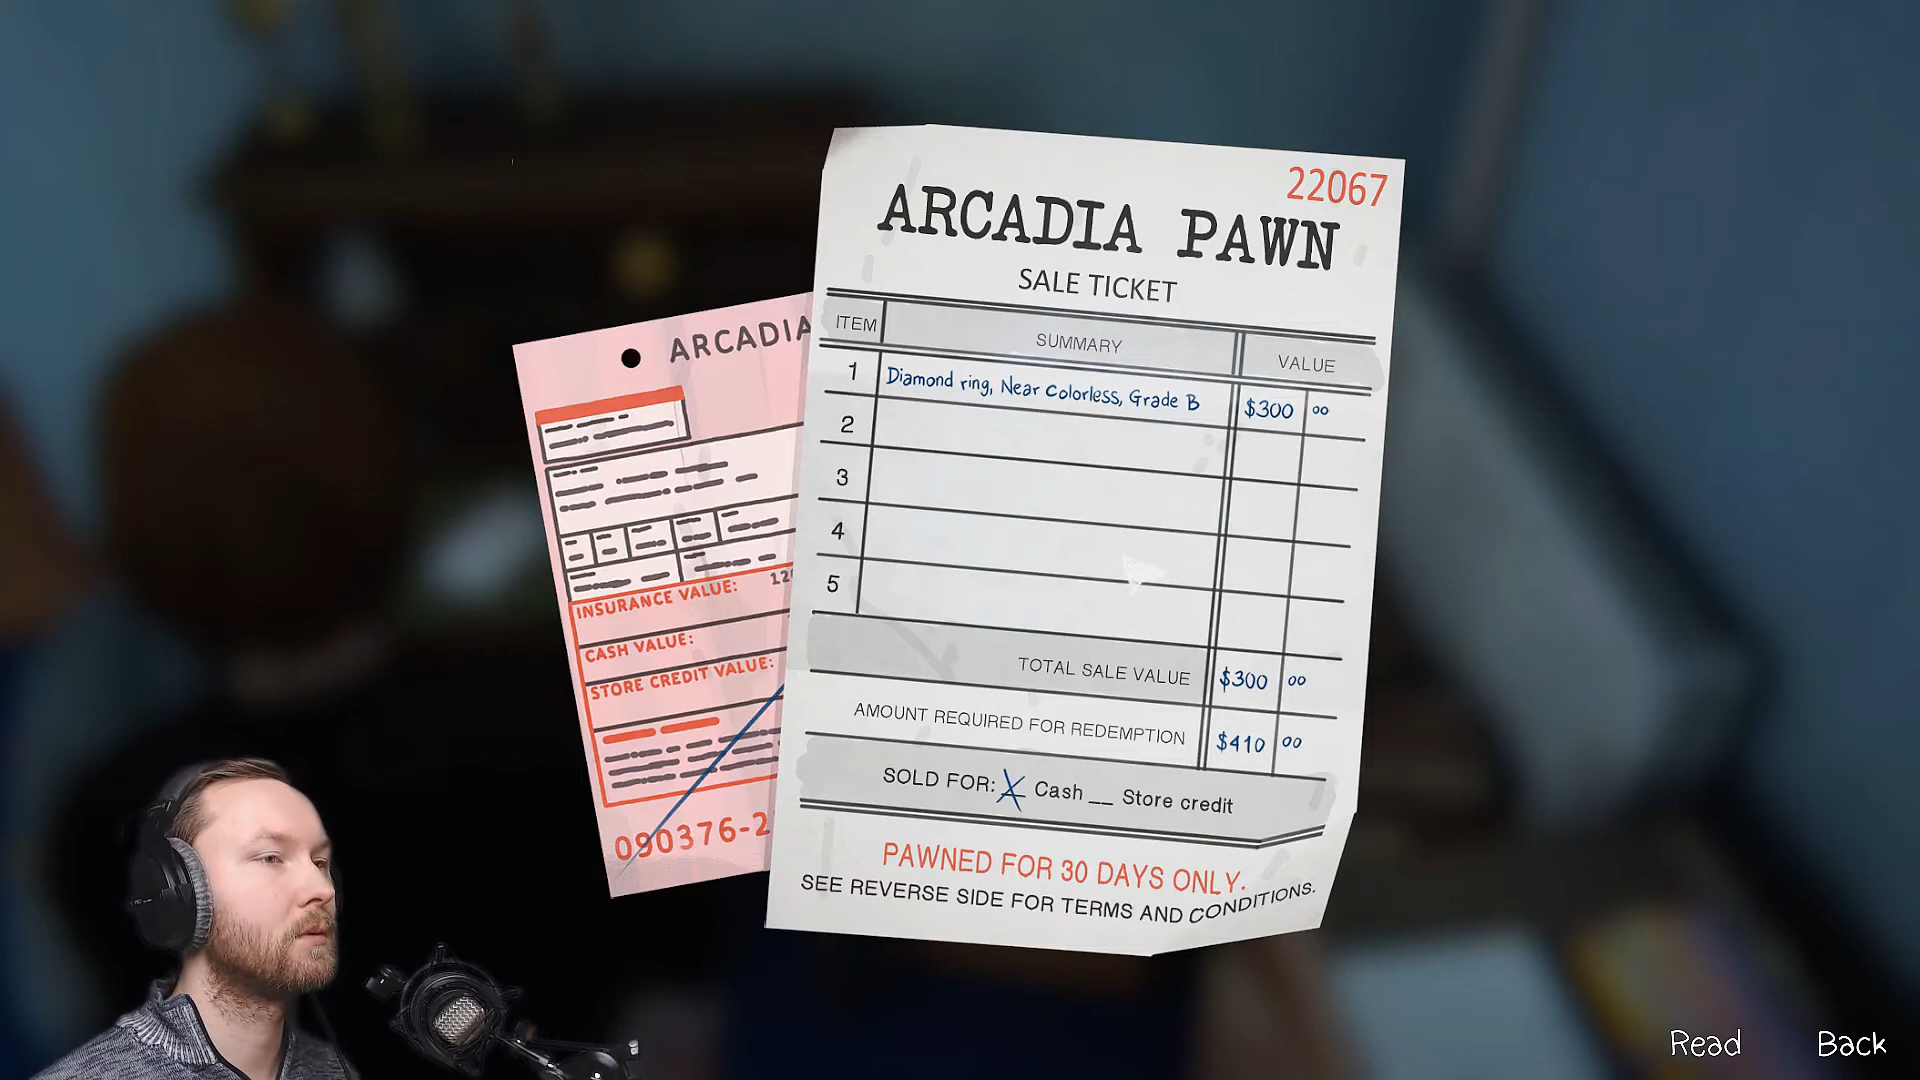 22067
ARCADIA PAWN
SALE TICKET
ITEM SUMMARY VALUE
1 Diamond ring, Near Colorless, Grade B $300 00
2
3
4
5
TOTAL SALE VALUE $300 00
AMOUNT REQUIRED FOR REDEMPTION $410 00
SOLD FOR: X Cash __ Store credit
PAWNED FOR 30 DAYS ONLY.
SEE REVERSE SIDE FOR TERMS AND CONDITIONS.
ARCADIA
INSURANCE VALUE:
CASH VALUE:
STORE CREDIT VALUE:
090376-2
Read Back